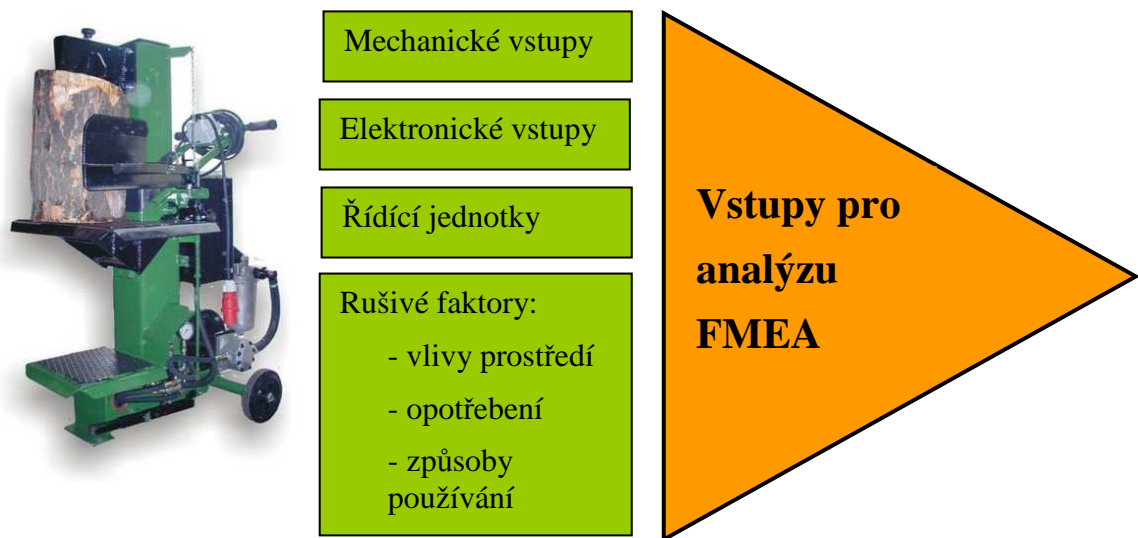 Mechanické vstupy
Elektronické vstupy
Řídící jednotky
Rušivé faktory:
- vlivy prostředí
- opotřebení
- způsoby
používání
Vstupy pro
analýzu
FMEA